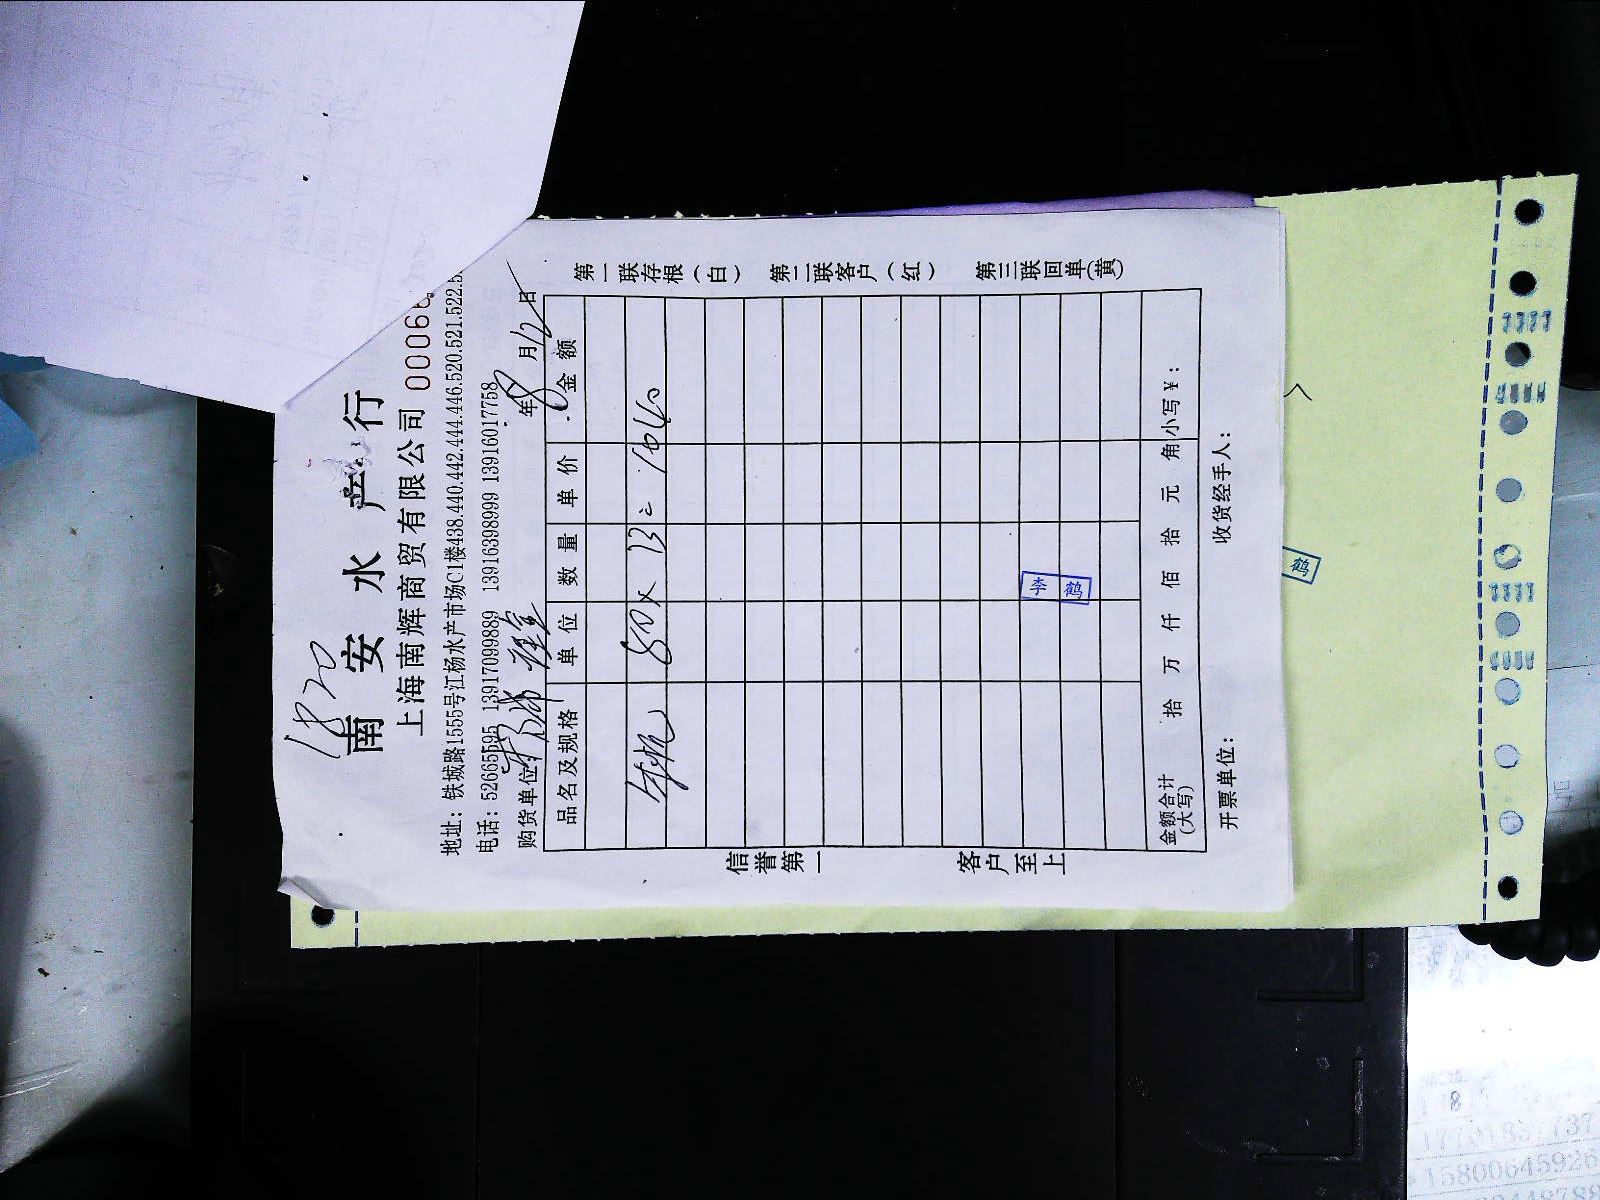 1820
南安水产行
上海南辉商贸有限公司 00066
地址：铁城路1555号江杨水产市场C1楼438.440.442.444.446.520.521.522.5
电话：52665595 13917099889 13916398999 13916017758
购货单位： 年 8 月 12 日
品名及规格 单位 数量 单价 金额
80 x 13 = 1040
金额合计(大写) 拾 万 仟 佰 拾 元 角 小写￥：
开票单位： 收货经手人：
信誉第一 客户至上
第一联存根（白） 第二联客户（红） 第三联回单（黄）
李鹤
鹤
15800645926